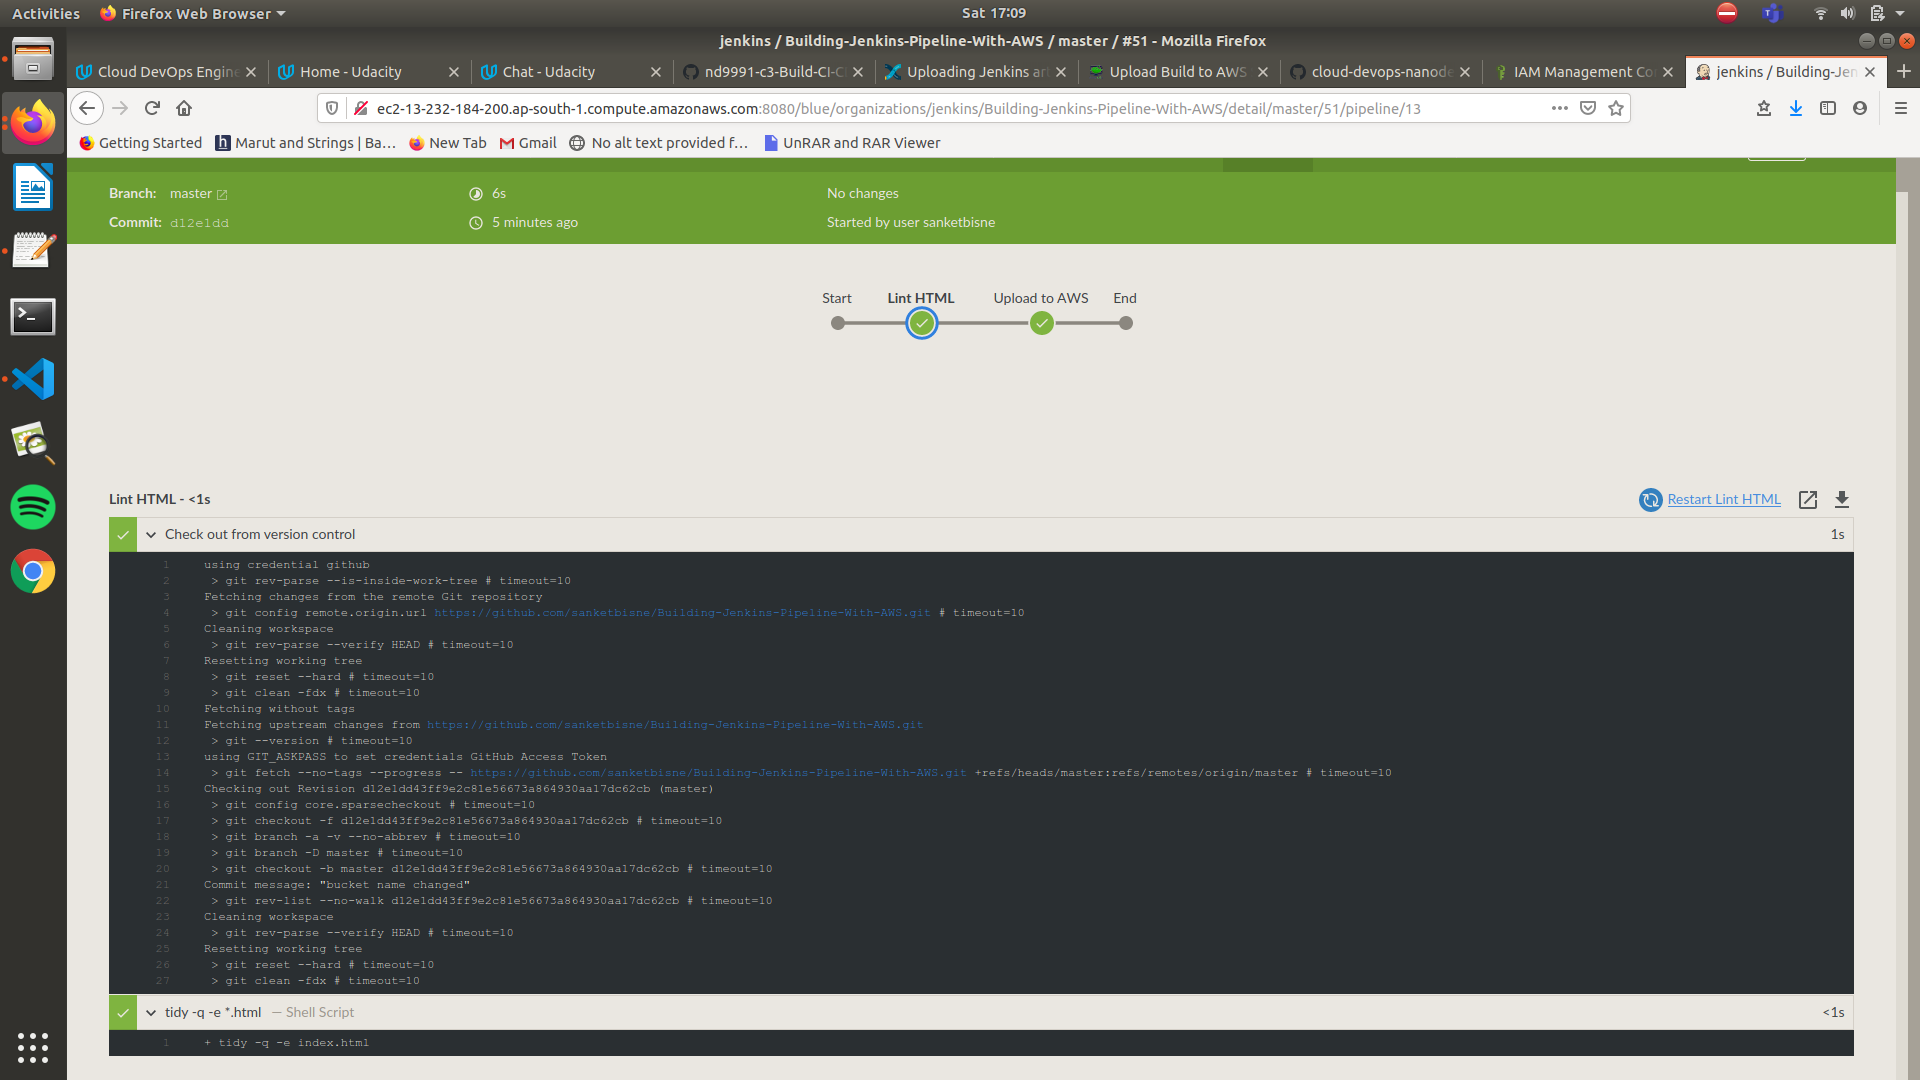 Activities Firefox Web Browser Sat 17:09
jenkins / Building-Jenkins-Pipeline-With-AWS / master / #51 - Mozilla Firefox
Cloud DevOps Engine Home - Udacity Chat - Udacity nd9991-c3-Build-CI-C Uploading Jenkins ar Upload Build to AWS cloud-devops-nanode IAM Management Co jenkins / Building-Jen
ec2-13-232-184-200.ap-south-1.compute.amazonaws.com:8080/blue/organizations/jenkins/Building-Jenkins-Pipeline-With-AWS/detail/master/51/pipeline/13
Getting Started Marut and Strings | Ba… New Tab Gmail No alt text provided f… UnRAR and RAR Viewer
Branch: master 6s No changes
Commit: d12e1dd 5 minutes ago Started by user sanketbisne
Start Lint HTML Upload to AWS End
Lint HTML - <1s Restart Lint HTML
Check out from version control 1s
1 using credential github
2 > git rev-parse --is-inside-work-tree # timeout=10
3 Fetching changes from the remote Git repository
4 > git config remote.origin.url https://github.com/sanketbisne/Building-Jenkins-Pipeline-With-AWS.git # timeout=10
5 Cleaning workspace
6 > git rev-parse --verify HEAD # timeout=10
7 Resetting working tree
8 > git reset --hard # timeout=10
9 > git clean -fdx # timeout=10
10 Fetching without tags
11 Fetching upstream changes from https://github.com/sanketbisne/Building-Jenkins-Pipeline-With-AWS.git
12 > git --version # timeout=10
13 using GIT_ASKPASS to set credentials GitHub Access Token
14 > git fetch --no-tags --progress -- https://github.com/sanketbisne/Building-Jenkins-Pipeline-With-AWS.git +refs/heads/master:refs/remotes/origin/master # timeout=10
15 Checking out Revision d12e1dd43ff9e2c81e56673a864930aa17dc62cb (master)
16 > git config core.sparsecheckout # timeout=10
17 > git checkout -f d12e1dd43ff9e2c81e56673a864930aa17dc62cb # timeout=10
18 > git branch -a -v --no-abbrev # timeout=10
19 > git branch -D master # timeout=10
20 > git checkout -b master d12e1dd43ff9e2c81e56673a864930aa17dc62cb # timeout=10
21 Commit message: "bucket name changed"
22 > git rev-list --no-walk d12e1dd43ff9e2c81e56673a864930aa17dc62cb # timeout=10
23 Cleaning workspace
24 > git rev-parse --verify HEAD # timeout=10
25 Resetting working tree
26 > git reset --hard # timeout=10
27 > git clean -fdx # timeout=10
tidy -q -e *.html — Shell Script <1s
1 + tidy -q -e index.html